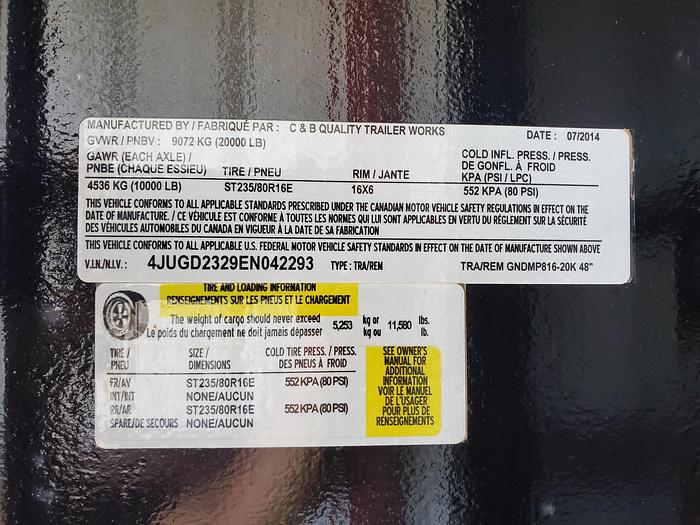 MANUFACTURED BY / FABRIQUÉ PAR : C & B QUALITY TRAILER WORKS DATE : 07/2014
GVWR / PNBV : 9072 KG (20000 LB)
GAWR (EACH AXLE) /
PNBE (CHAQUE ESSIEU) TIRE / PNEU RIM / JANTE COLD INFL. PRESS. / PRESS.
DE GONFL. À FROID
KPA (PSI / LPC)
4536 KG (10000 LB) ST235/80R16E 16X6 552 KPA (80 PSI)
THIS VEHICLE CONFORMS TO ALL APPLICABLE STANDARDS PRESCRIBED UNDER THE CANADIAN MOTOR VEHICLE SAFETY REGULATIONS IN EFFECT ON THE
DATE OF MANUFACTURE. / CE VÉHICULE EST CONFORME À TOUTES LES NORMES QUI LUI SONT APPLICABLES EN VERTU DU RÈGLEMENT SUR LA SÉCURITÉ
DES VÉHICULES AUTOMOBILES DU CANADA EN VIGUEUR À LA DATE DE SA FABRICATION
THIS VEHICLE CONFORMS TO ALL APPLICABLE U.S. FEDERAL MOTOR VEHICLE SAFETY STANDARDS IN EFFECT ON THE DATE OF MANUFACTURE SHOWN ABOVE
V.I.N./N.I.V. : 4JUGD2329EN042293 TYPE : TRA/REM TRA/REM GNDMP816-20K 48"
TIRE AND LOADING INFORMATION
RENSEIGNEMENTS SUR LES PNEUS ET LE CHARGEMENT
The weight of cargo should never exceed 5,253 kg or 11,580 lbs.
Le poids du chargement ne doit jamais dépasser kg ou lb.
TIRE / SIZE / COLD TIRE PRESS. / PRESS.
PNEU DIMENSIONS DES PNEUS À FROID
FR/AV ST235/80R16E 552 KPA (80 PSI)
INT/INT NONE/AUCUN
RR/AR ST235/80R16E 552 KPA (80 PSI)
SPARE/DE SECOURS NONE/AUCUN
SEE OWNER'S
MANUAL FOR
ADDITIONAL
INFORMATION
VOIR LE MANUEL
DE L'USAGER
POUR PLUS DE
RENSEIGNEMENTS